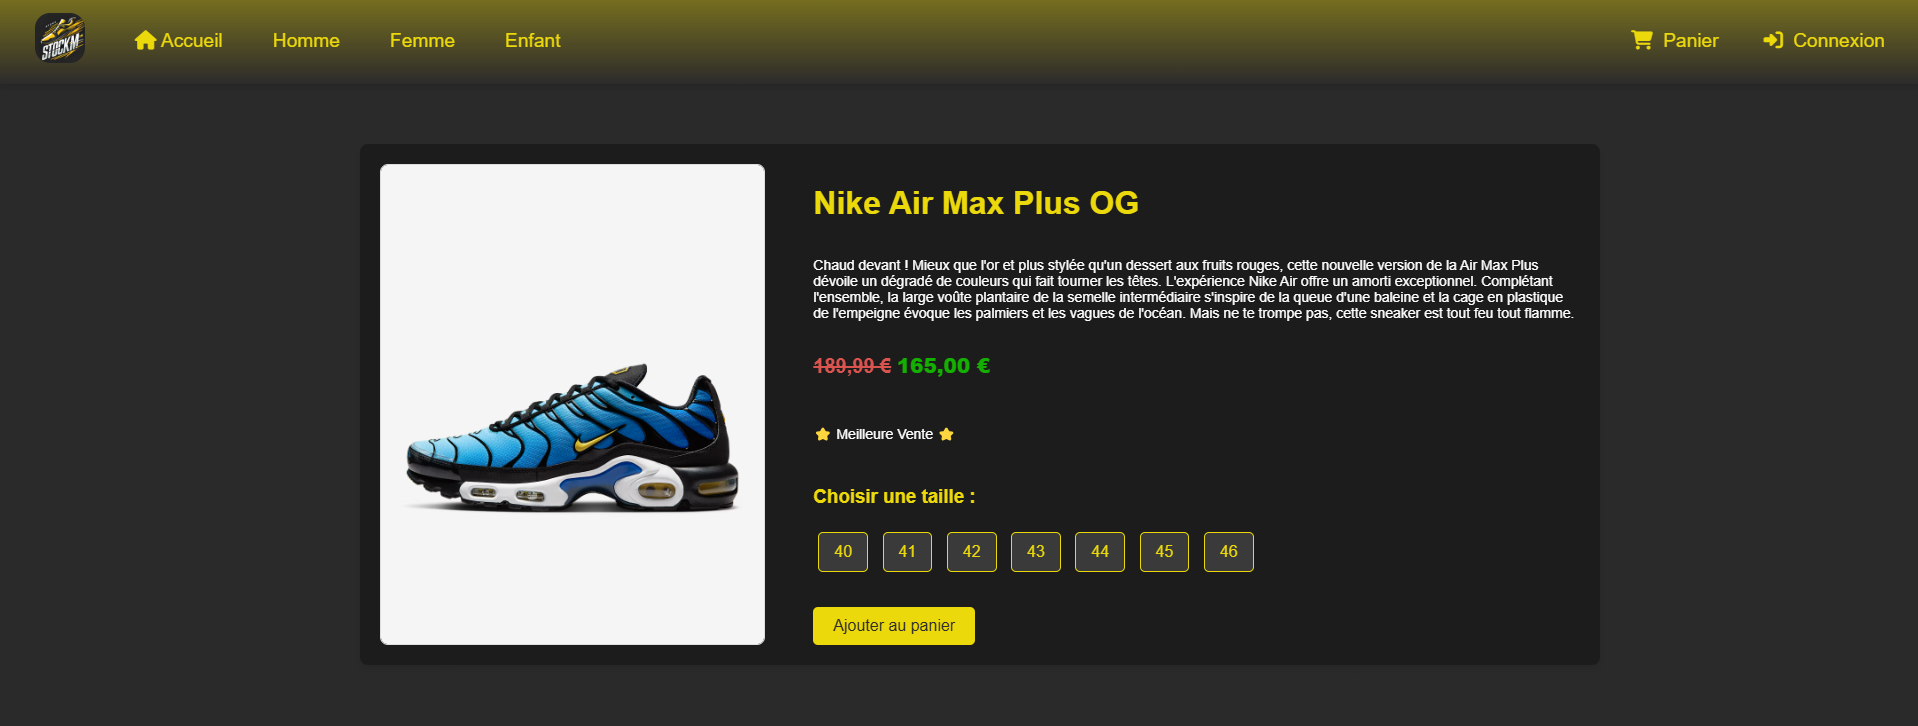 STOCKM
Accueil
Homme
Femme
Enfant
Panier
Connexion
Nike Air Max Plus OG
Chaud devant ! Mieux que l'or et plus stylée qu'un dessert aux fruits rouges, cette nouvelle version de la Air Max Plus
dévoile un dégradé de couleurs qui fait tourner les têtes. L'expérience Nike Air offre un amorti exceptionnel. Complétant
l'ensemble, la large voûte plantaire de la semelle intermédiaire s'inspire de la queue d'une baleine et la cage en plastique
de l'empeigne évoque les palmiers et les vagues de l'océan. Mais ne te trompe pas, cette sneaker est tout feu tout flamme.
189,99 € 165,00 €
Meilleure Vente
Choisir une taille :
40 41 42 43 44 45 46
Ajouter au panier